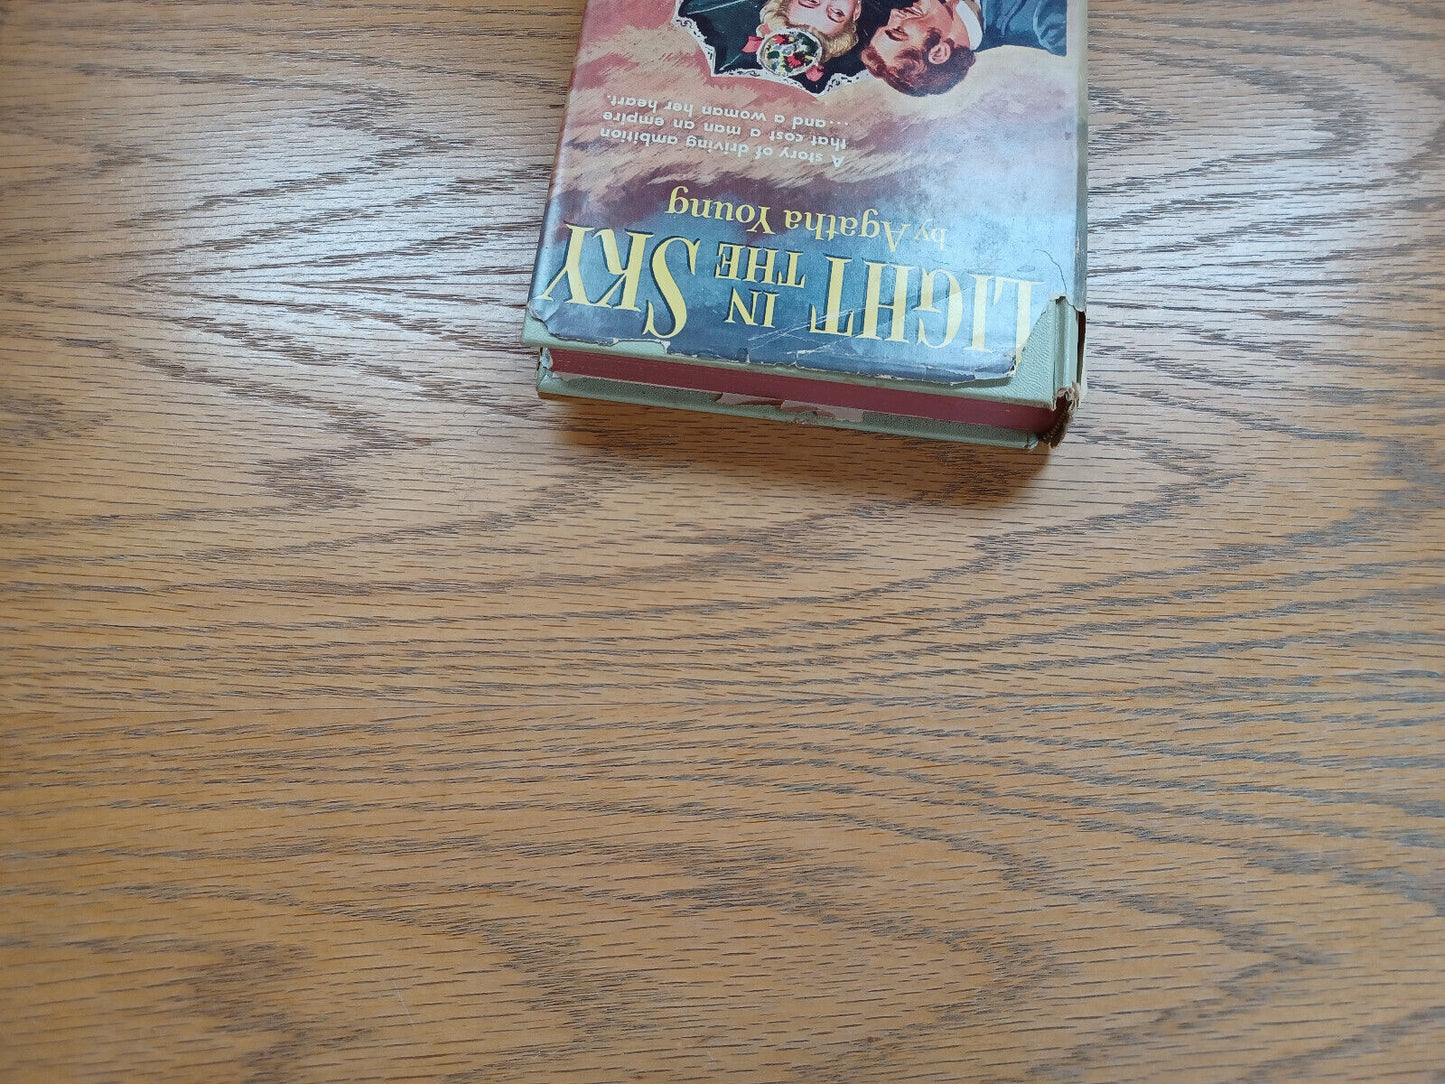 LIGHT IN THE SKY
by Agatha Young
A story of driving ambition
that cost a man an empire
...and a woman her heart.